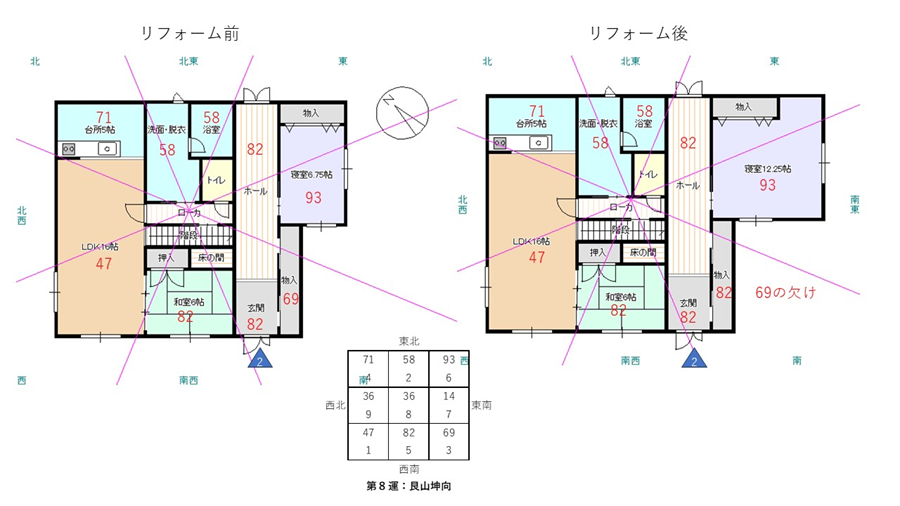 リフォーム前
リフォーム後
北
北東
東
北
北東
東
N
71
台所5帖
洗面・脱衣
58
58
浴室
82
物入
ホール
トイレ
寝室6.75帖
93
北西
ローカ
階段
LDK16帖
47
押入
床の間
和室6帖
82
物入
69
玄関
82
2
西
南西
南
71
台所5帖
洗面・脱衣
58
58
浴室
82
物入
ホール
トイレ
寝室12.25帖
93
北西
南東
ローカ
階段
LDK16帖
47
押入
床の間
和室6帖
82
物入
82
69の欠け
玄関
82
2
西
南西
南
東北
71 58 93
4 2 6
西北
36 36 14
東南
9 8 7
47 82 69
1 5 3
西南
第8運：艮山坤向